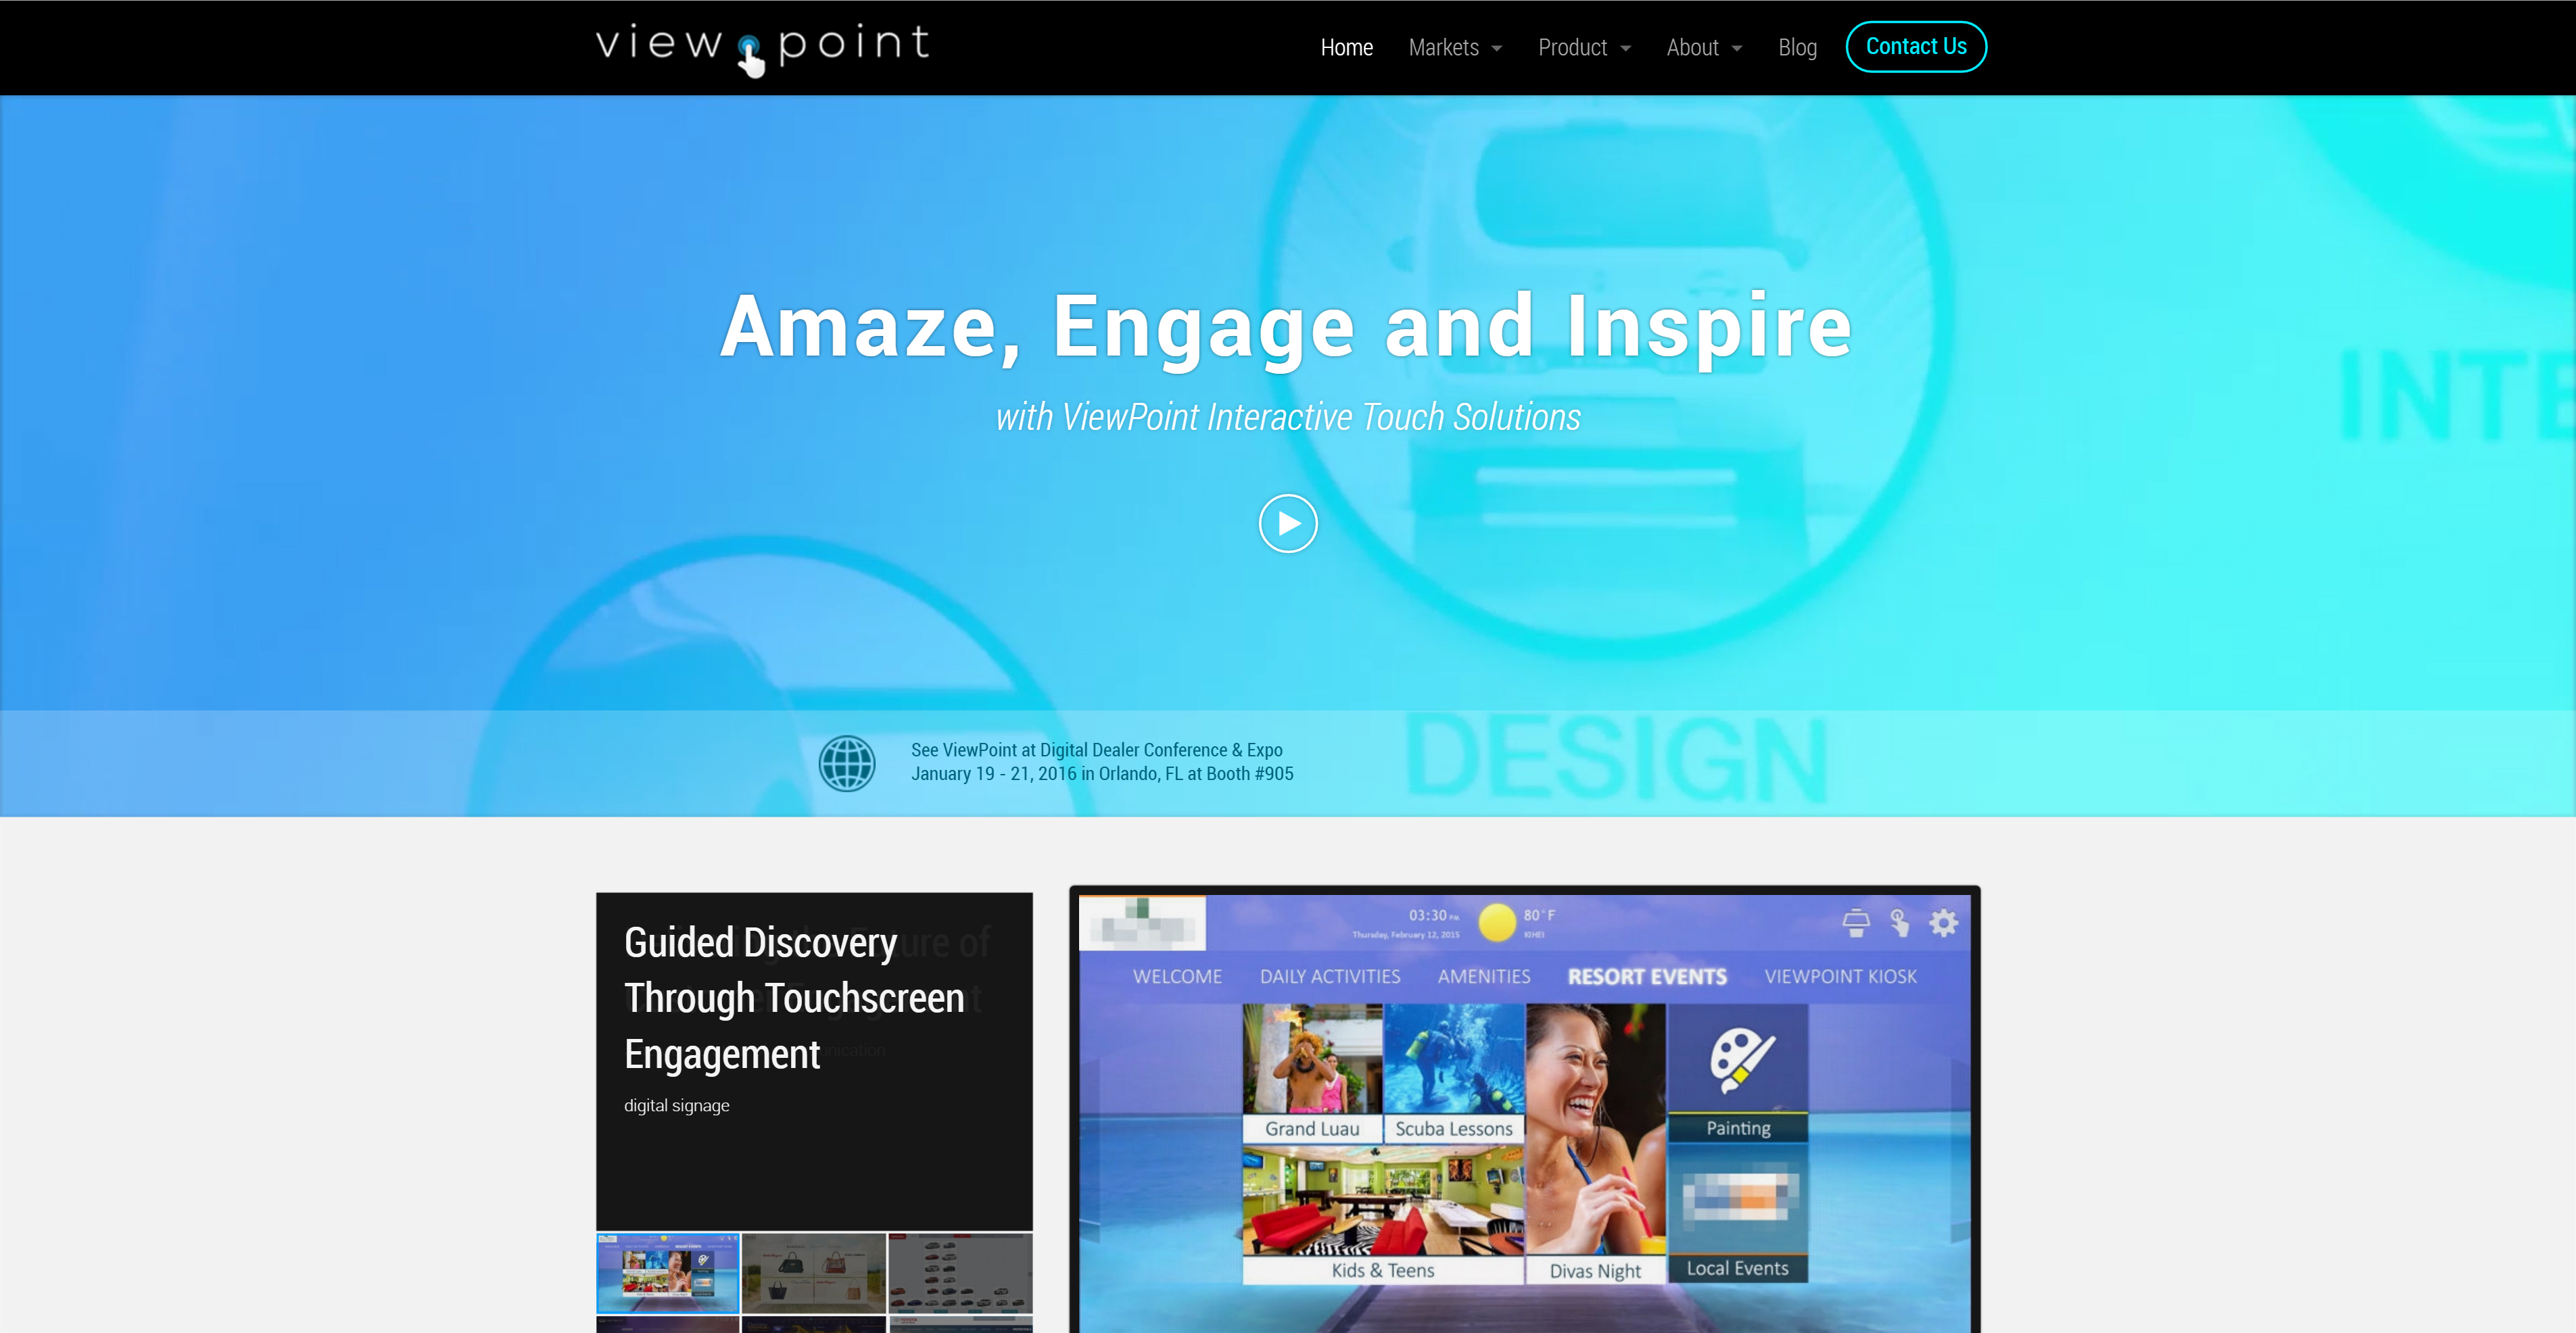 view point
Home
Markets
Product
About
Blog
Contact Us
Amaze, Engage and Inspire
with ViewPoint Interactive Touch Solutions
INTE
DESIGN
See ViewPoint at Digital Dealer Conference & Expo
January 19 - 21, 2016 in Orlando, FL at Booth #905
Guided Discovery
Through Touchscreen
Engagement
digital signage
03:30 PM
Thursday, February 12, 2015
80°F
KIHEI
WELCOME
DAILY ACTIVITIES
AMENITIES
RESORT EVENTS
VIEWPOINT KIOSK
Grand Luau
Scuba Lessons
Painting
Kids & Teens
Divas Night
Local Events